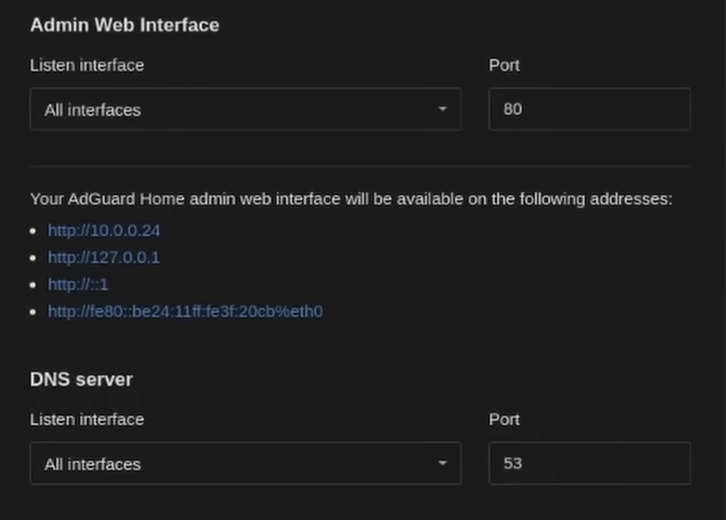 Admin Web Interface
Listen interface Port
All interfaces 80
Your AdGuard Home admin web interface will be available on the following addresses:
http://10.0.0.24
http://127.0.0.1
http://::1
http://fe80::be24:11ff:fe3f:20cb%eth0
DNS server
Listen interface Port
All interfaces 53